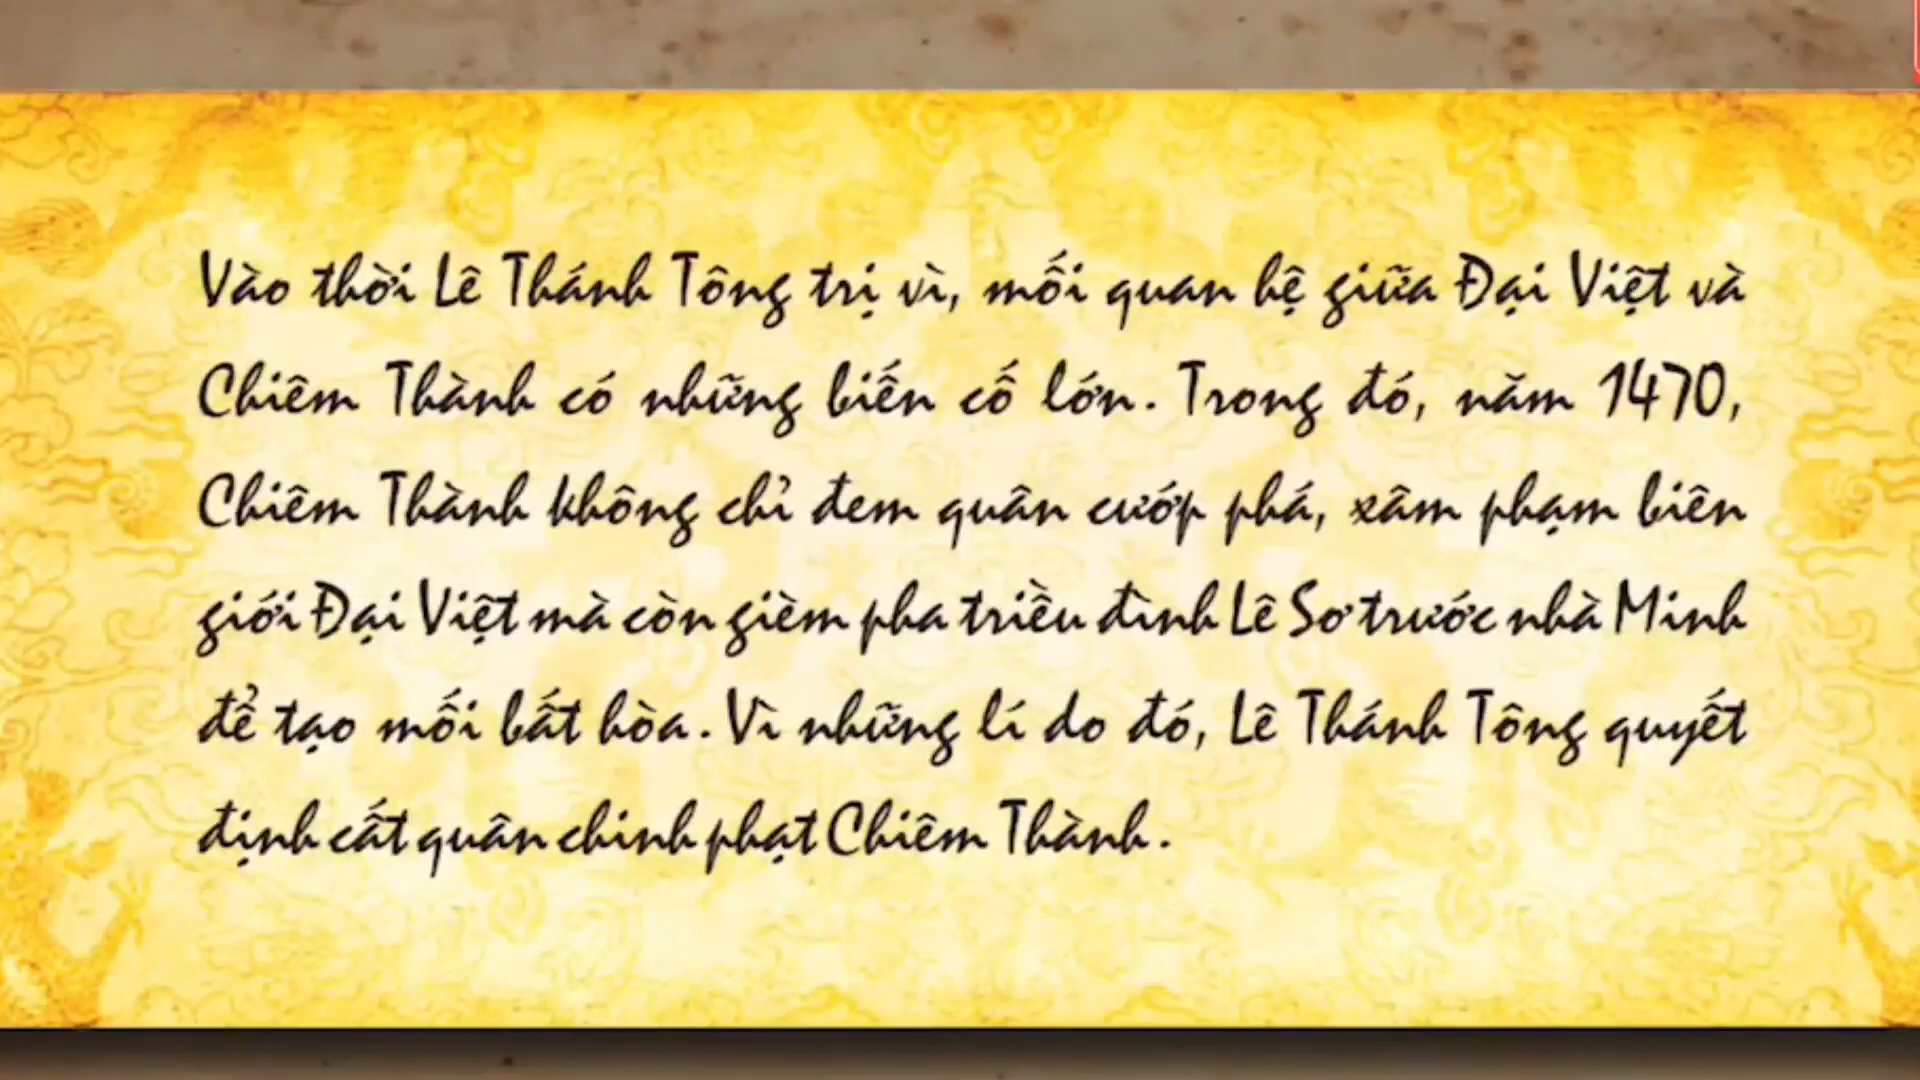 Vào thời Lê Thánh Tông trị vì, mối quan hệ giữa Đại Việt và
Chiêm Thành có những biến cố lớn. Trong đó, năm 1470,
Chiêm Thành không chỉ đem quân cướp phá, xâm phạm biên
giới Đại Việt mà còn gièm pha triều đình Lê Sơ trước nhà Minh
để tạo mối bất hòa. Vì những lí do đó, Lê Thánh Tông quyết
định cất quân chinh phạt Chiêm Thành.